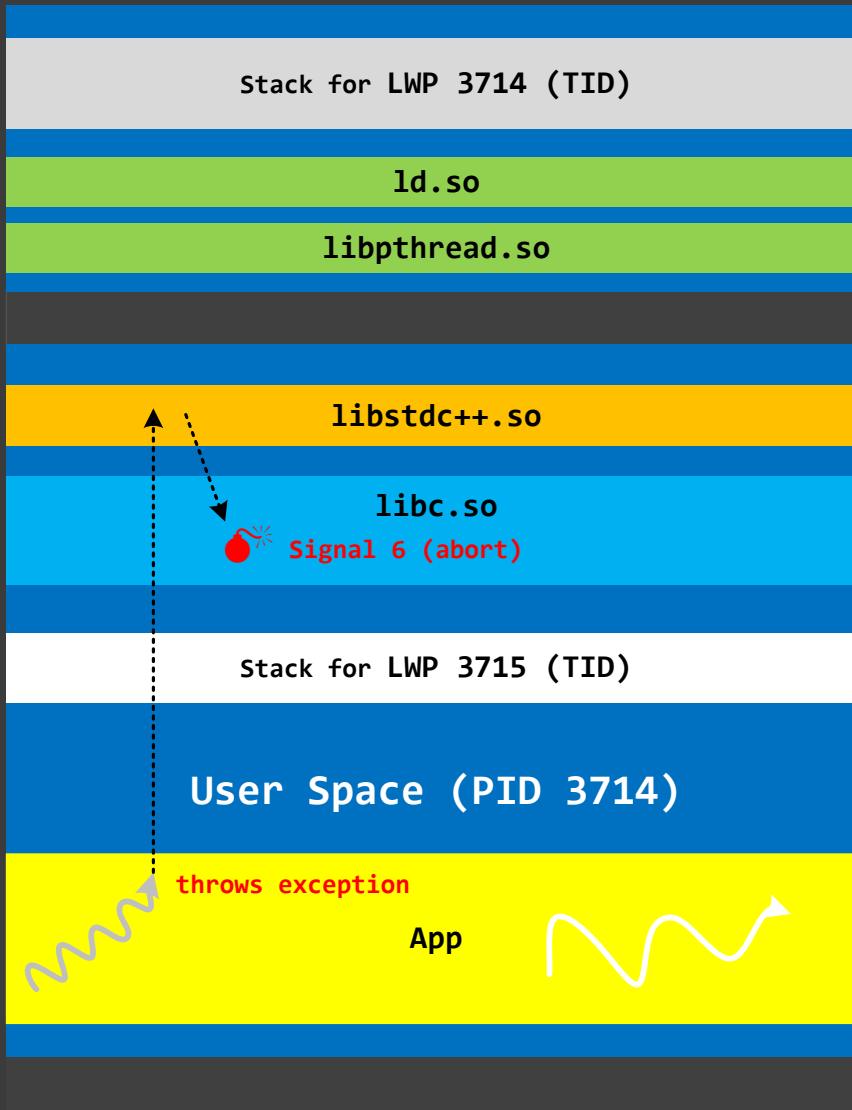 Stack for LWP 3714 (TID)
ld.so
libpthread.so
libstdc++.so
libc.so
Signal 6 (abort)
Stack for LWP 3715 (TID)
User Space (PID 3714)
throws exception
App